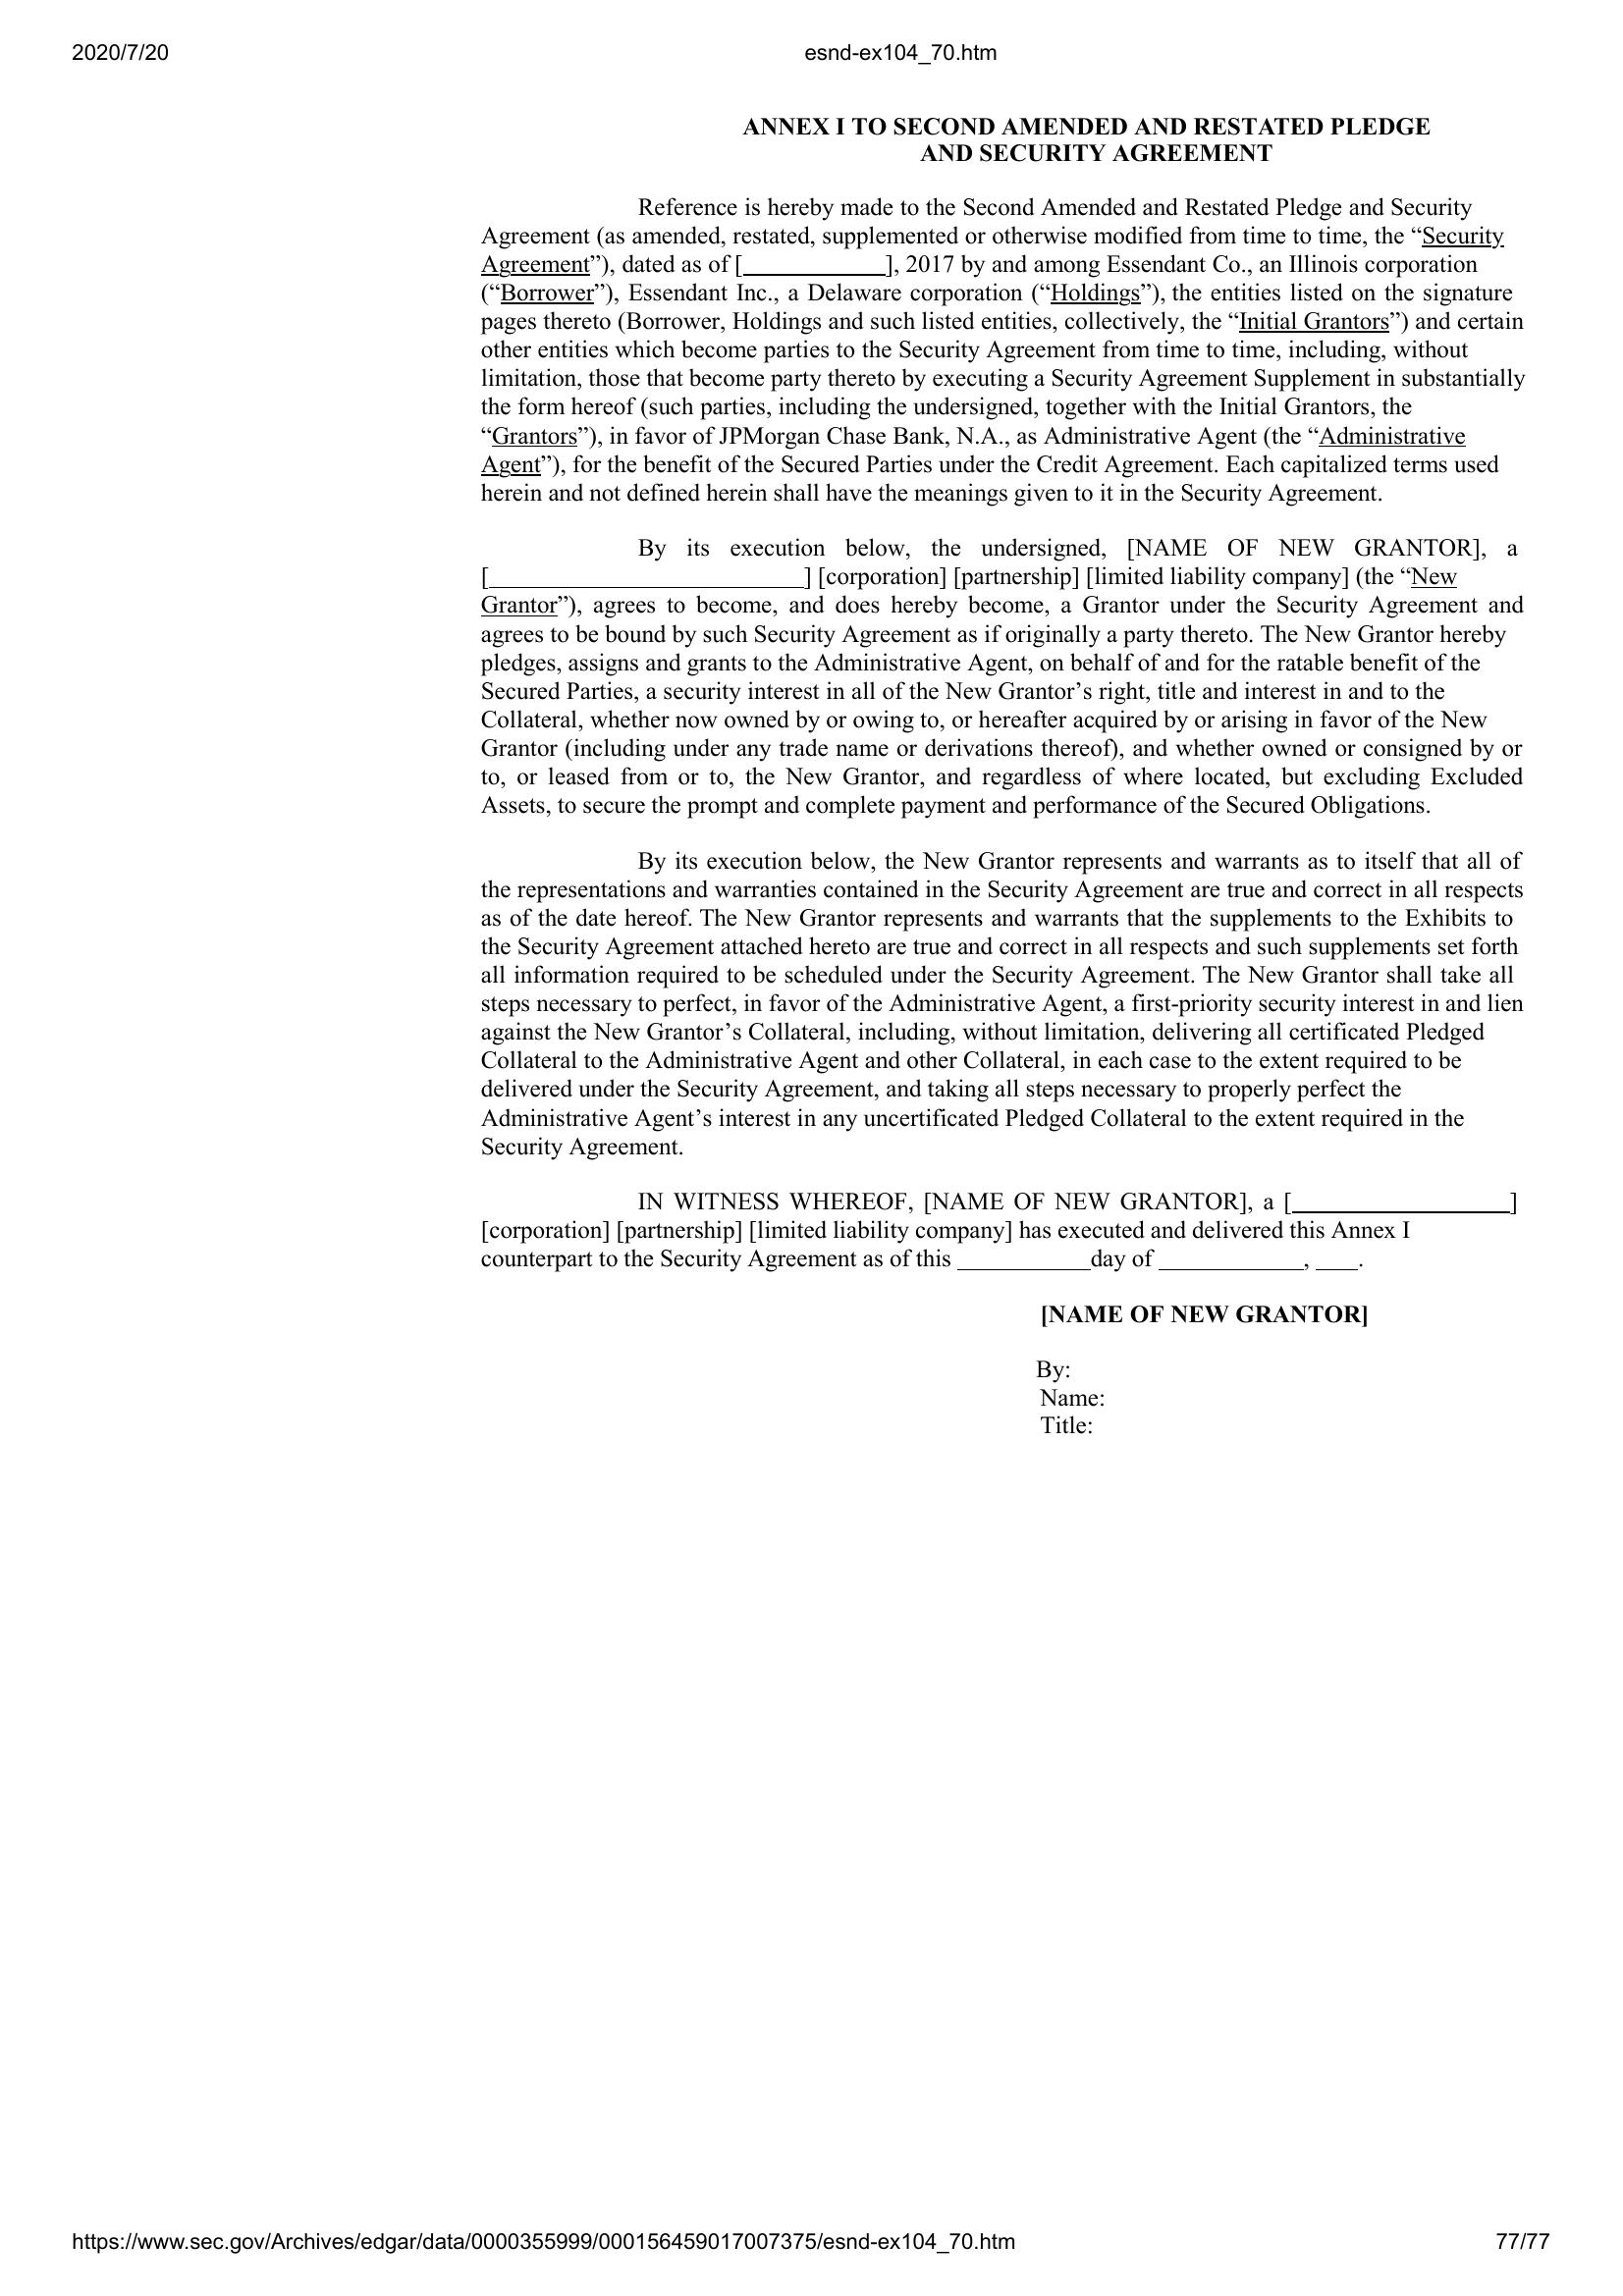 2020/7/20 esnd-ex104_70.htm
ANNEX I TO SECOND AMENDED AND RESTATED PLEDGE
AND SECURITY AGREEMENT
Reference is hereby made to the Second Amended and Restated Pledge and Security
Agreement (as amended, restated, supplemented or otherwise modified from time to time, the “Security
Agreement”), dated as of [___________], 2017 by and among Essendant Co., an Illinois corporation
(“Borrower”), Essendant Inc., a Delaware corporation (“Holdings”), the entities listed on the signature
pages thereto (Borrower, Holdings and such listed entities, collectively, the “Initial Grantors”) and certain
other entities which become parties to the Security Agreement from time to time, including, without
limitation, those that become party thereto by executing a Security Agreement Supplement in substantially
the form hereof (such parties, including the undersigned, together with the Initial Grantors, the
“Grantors”), in favor of JPMorgan Chase Bank, N.A., as Administrative Agent (the “Administrative
Agent”), for the benefit of the Secured Parties under the Credit Agreement. Each capitalized terms used
herein and not defined herein shall have the meanings given to it in the Security Agreement.
By its execution below, the undersigned, [NAME OF NEW GRANTOR], a
[__________________________] [corporation] [partnership] [limited liability company] (the “New
Grantor”), agrees to become, and does hereby become, a Grantor under the Security Agreement and
agrees to be bound by such Security Agreement as if originally a party thereto. The New Grantor hereby
pledges, assigns and grants to the Administrative Agent, on behalf of and for the ratable benefit of the
Secured Parties, a security interest in all of the New Grantor’s right, title and interest in and to the
Collateral, whether now owned by or owing to, or hereafter acquired by or arising in favor of the New
Grantor (including under any trade name or derivations thereof), and whether owned or consigned by or
to, or leased from or to, the New Grantor, and regardless of where located, but excluding Excluded
Assets, to secure the prompt and complete payment and performance of the Secured Obligations.
By its execution below, the New Grantor represents and warrants as to itself that all of
the representations and warranties contained in the Security Agreement are true and correct in all respects
as of the date hereof. The New Grantor represents and warrants that the supplements to the Exhibits to
the Security Agreement attached hereto are true and correct in all respects and such supplements set forth
all information required to be scheduled under the Security Agreement. The New Grantor shall take all
steps necessary to perfect, in favor of the Administrative Agent, a first-priority security interest in and lien
against the New Grantor’s Collateral, including, without limitation, delivering all certificated Pledged
Collateral to the Administrative Agent and other Collateral, in each case to the extent required to be
delivered under the Security Agreement, and taking all steps necessary to properly perfect the
Administrative Agent’s interest in any uncertificated Pledged Collateral to the extent required in the
Security Agreement.
IN WITNESS WHEREOF, [NAME OF NEW GRANTOR], a [__________________]
[corporation] [partnership] [limited liability company] has executed and delivered this Annex I
counterpart to the Security Agreement as of this ___________day of ____________, ___.
[NAME OF NEW GRANTOR]
By:
Name:
Title:
https://www.sec.gov/Archives/edgar/data/0000355999/000156459017007375/esnd-ex104_70.htm 77/77